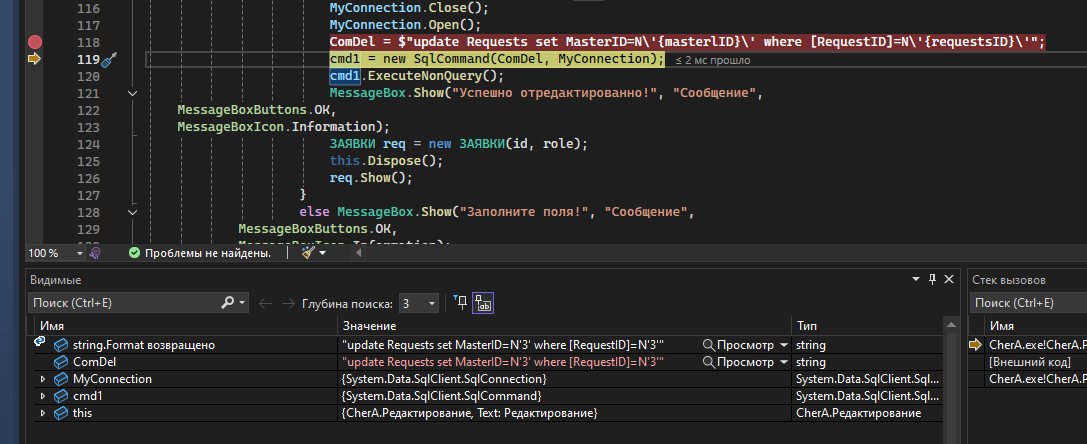 116 MyConnection.Close();
117 MyConnection.Open();
118 ComDel = $"update Requests set MasterID=N\'{masterlID}\' where [RequestID]=N\'{requestsID}\'";
119 cmd1 = new SqlCommand(ComDel, MyConnection); ≤ 2 мс прошло
120 cmd1.ExecuteNonQuery();
121 MessageBox.Show("Успешно отредактированно!", "Сообщение",
122 MessageBoxButtons.OK,
123 MessageBoxIcon.Information);
124 ЗАЯВКИ req = new ЗАЯВКИ(id, role);
125 this.Dispose();
126 req.Show();
127 }
128 else MessageBox.Show("Заполните поля!", "Сообщение",
129 MessageBoxButtons.OK,
130 MessageBoxIcon.Information);
100 % Проблемы не найдены.
Видимые
Поиск (Ctrl+E) Глубина поиска: 3
Имя Значение Тип
string.Format возвращено "update Requests set MasterID=N'3' where [RequestID]=N'3'" Просмотр string
ComDel "update Requests set MasterID=N'3' where [RequestID]=N'3'" Просмотр string
MyConnection {System.Data.SqlClient.SqlConnection} System.Data.SqlClient.Sql...
cmd1 {System.Data.SqlClient.SqlCommand} System.Data.SqlClient.Sql...
this {CherA.Редактирование, Text: Редактирование} CherA.Редактирование
Стек вызовов
Поиск (Ctrl+E)
Имя
CherA.exe!CherA.Р
[Внешний код]
CherA.exe!CherA.P